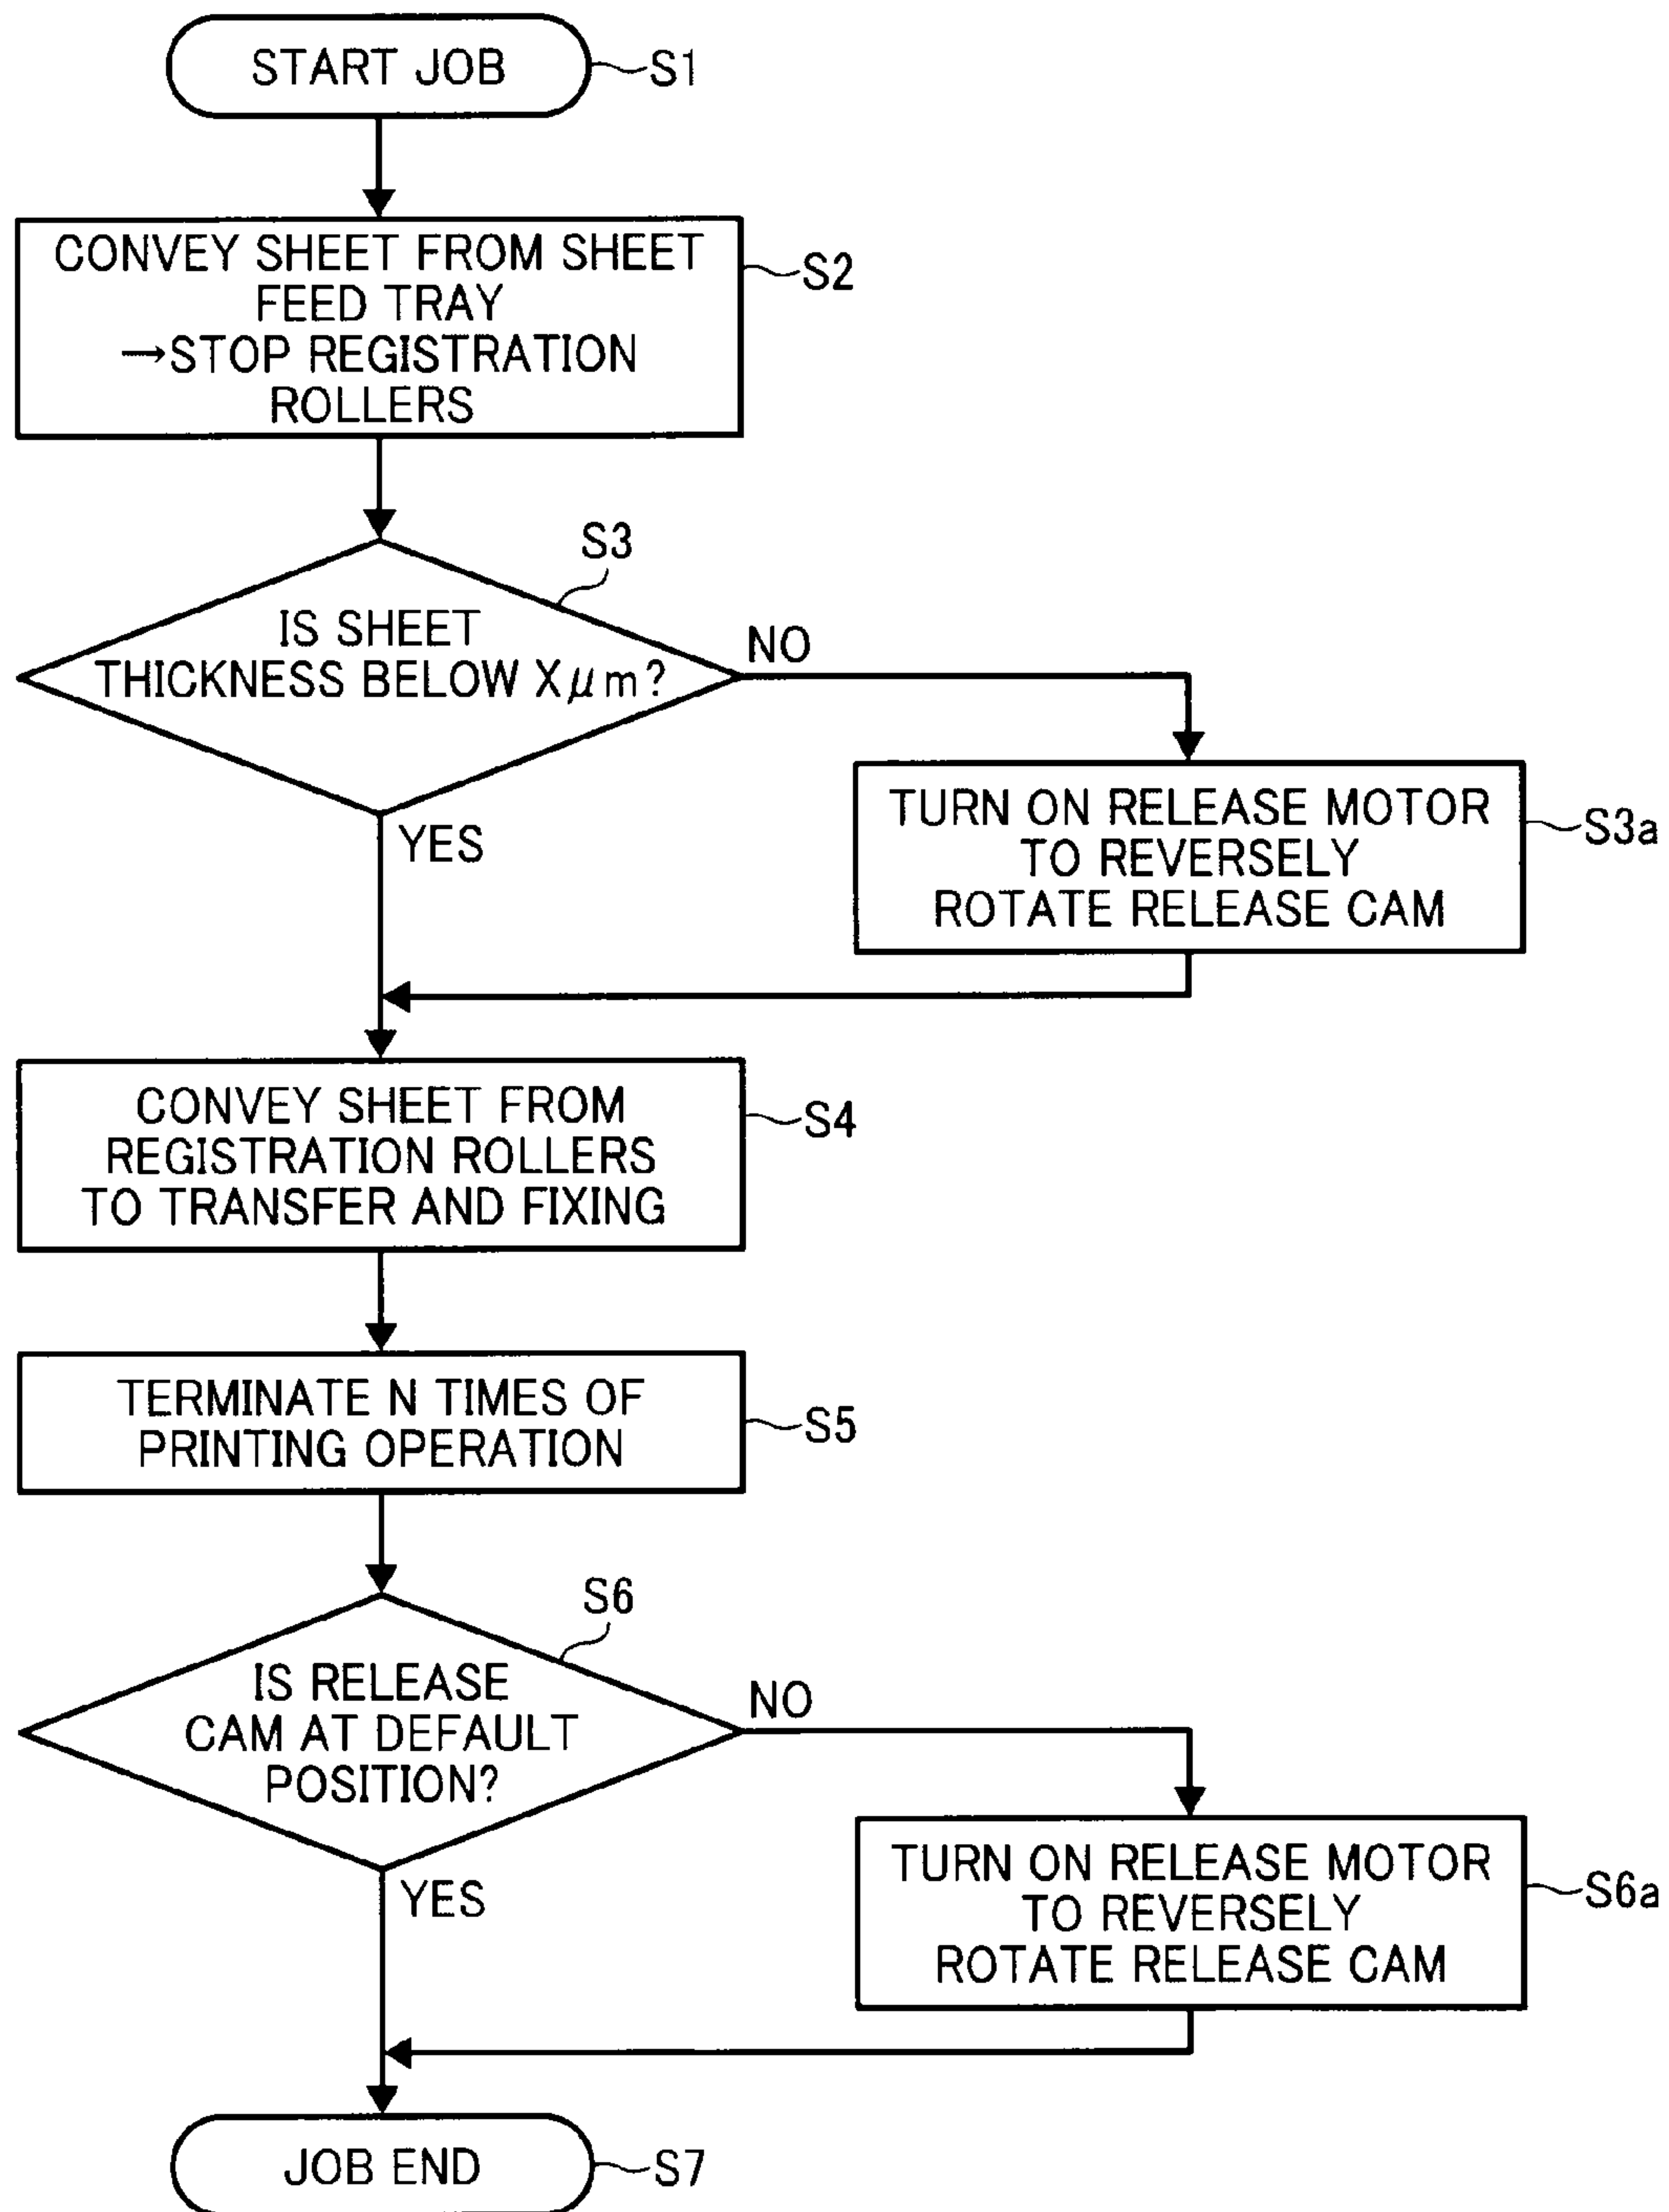 START JOB
S1
CONVEY SHEET FROM SHEET
FEED TRAY
→STOP REGISTRATION
ROLLERS
S2
S3
IS SHEET
THICKNESS BELOW Xμm?
NO
YES
TURN ON RELEASE MOTOR
TO REVERSELY
ROTATE RELEASE CAM
S3a
CONVEY SHEET FROM
REGISTRATION ROLLERS
TO TRANSFER AND FIXING
S4
TERMINATE N TIMES OF
PRINTING OPERATION
S5
S6
IS RELEASE
CAM AT DEFAULT
POSITION?
NO
YES
TURN ON RELEASE MOTOR
TO REVERSELY
ROTATE RELEASE CAM
S6a
JOB END
S7